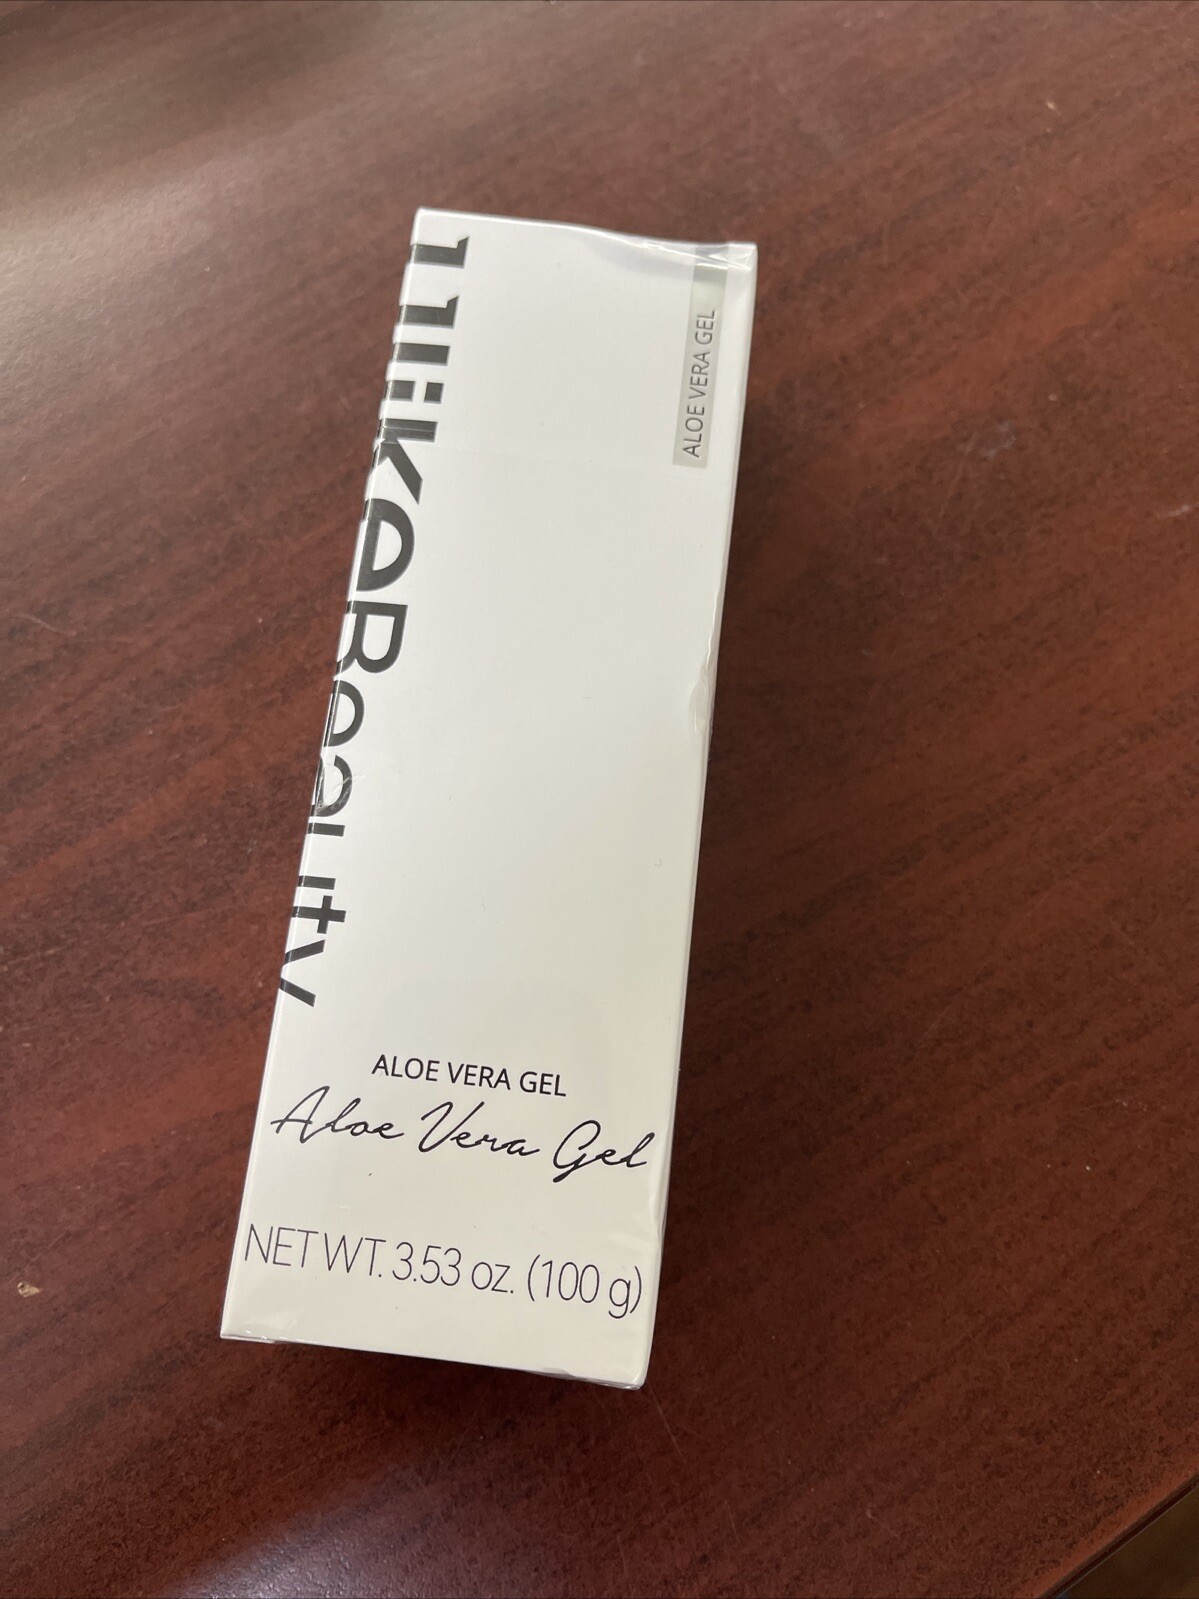 ALOE VERA GEL
ALOE VERA GEL
Aloe Vera Gel
NET WT. 3.53 oz. (100 g)